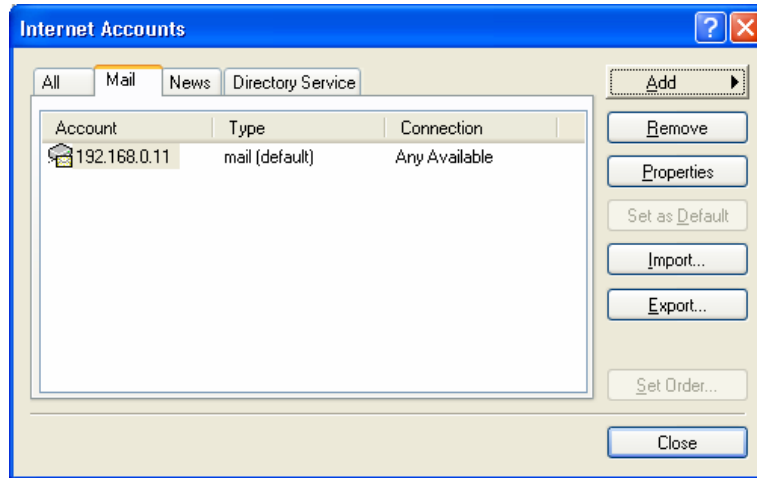 Internet Accounts
All Mail News Directory Service
Add
Account Type Connection
Remove
192.168.0.11 mail (default) Any Available
Properties
Set as Default
Import...
Export...
Set Order...
Close